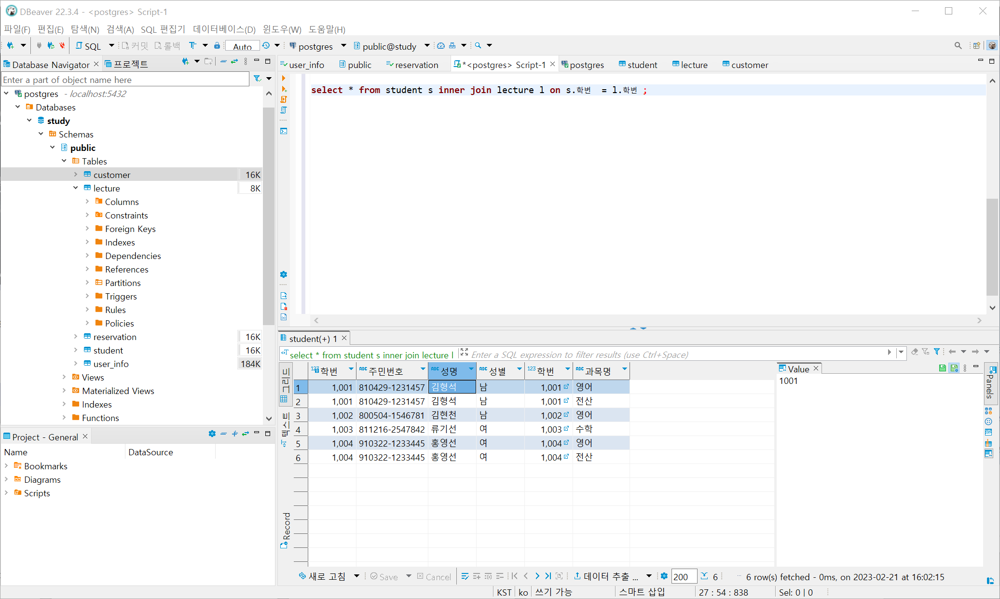 DBeaver 22.3.4 - <postgres> Script-1
파일(F) 편집(E) 탐색(N) 검색(A) SQL 편집기 데이터베이스(D) 윈도우(W) 도움말(H)
SQL 커밋 롤백 Auto postgres public@study
Database Navigator 프로젝트
Enter a part of object name here
postgres - localhost:5432
Databases
study
Schemas
public
Tables
customer 16K
lecture 8K
Columns
Constraints
Foreign Keys
Indexes
Dependencies
References
Partitions
Triggers
Rules
Policies
reservation 16K
student 16K
user_info 184K
Views
Materialized Views
Indexes
Functions
Project - General
Name DataSource
Bookmarks
Diagrams
Scripts
user_info public reservation *<postgres> Script-1 postgres student lecture customer
select * from student s inner join lecture l on s.학번 = l.학번 ;
student(+) 1
select * from student s inner join lecture l Enter a SQL expression to filter results (use Ctrl+Space)
그리드
텍스트
Record
123 학번 ABC 주민번호 ABC 성명 ABC 성별 123 학번 ABC 과목명
1 1,001 810429-1231457 김형석 남 1,001 영어
2 1,001 810429-1231457 김형석 남 1,001 전산
3 1,002 800504-1546781 김현천 남 1,002 영어
4 1,003 811216-2547842 류기선 여 1,003 수학
5 1,004 910322-1233445 홍영선 여 1,004 영어
6 1,004 910322-1233445 홍영선 여 1,004 전산
Value
1001
Panels
새로 고침 Save Cancel 데이터 추출 ... 200 6 6 row(s) fetched - 0ms, on 2023-02-21 at 16:02:15
KST ko 쓰기 가능 스마트 삽입 27 : 54 : 838 Sel: 0 | 0